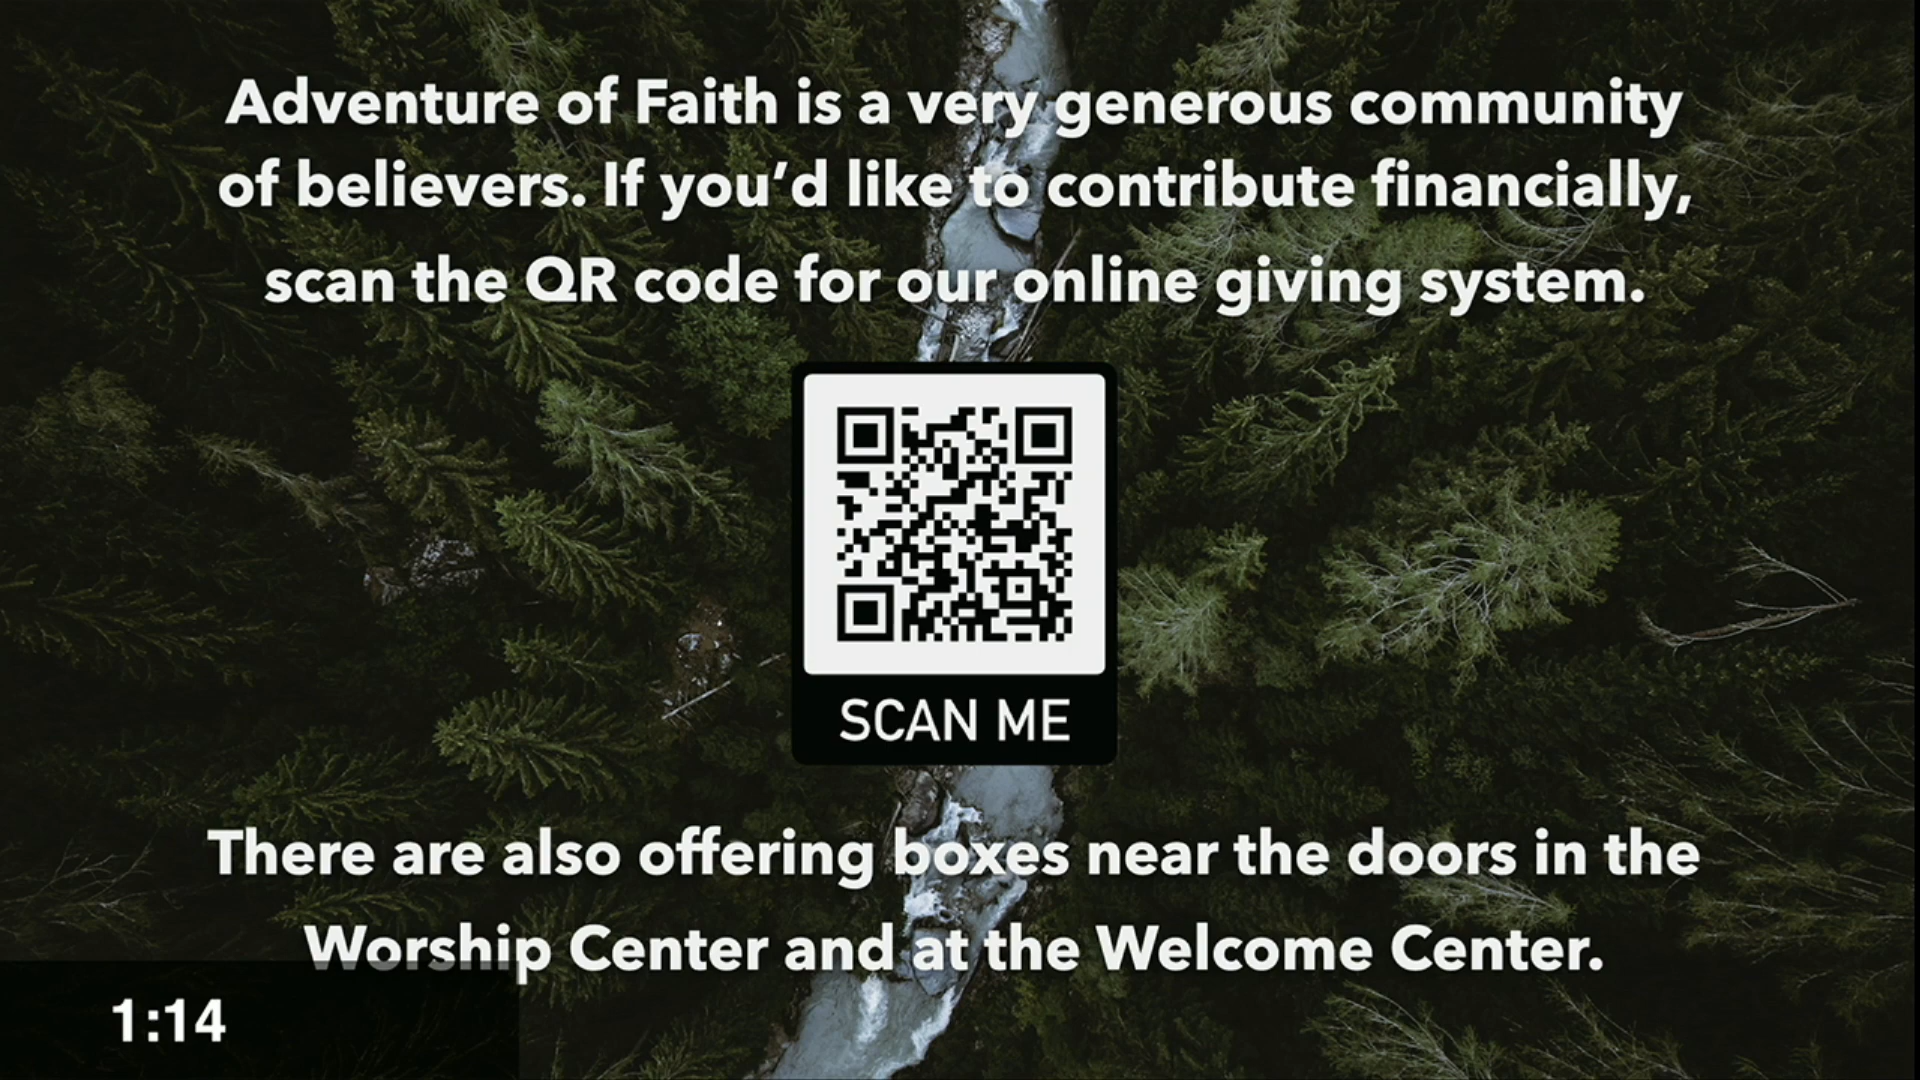 Adventure of Faith is a very generous community
of believers. If you’d like to contribute financially,
scan the QR code for our online giving system.
SCAN ME
There are also offering boxes near the doors in the
Worship Center and at the Welcome Center.
1:14